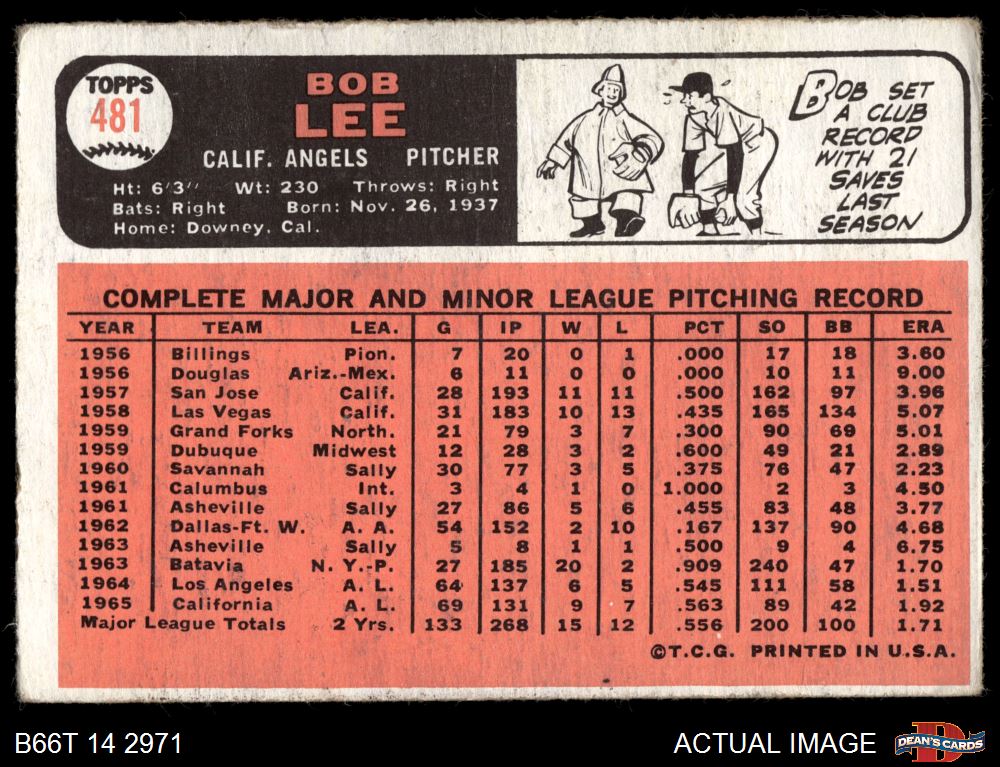 TOPPS
481
BOB
LEE
CALIF. ANGELS PITCHER
Ht: 6'3" Wt: 230 Throws: Right
Bats: Right Born: Nov. 26, 1937
Home: Downey, Cal.
BOB SET
A CLUB
RECORD
WITH 21
SAVES
LAST
SEASON
COMPLETE MAJOR AND MINOR LEAGUE PITCHING RECORD
YEAR TEAM LEA. G IP W L PCT SO BB ERA
1956 Billings Pion. 7 20 0 1 .000 17 18 3.60
1956 Douglas Ariz.-Mex. 6 11 0 0 .000 10 11 9.00
1957 San Jose Calif. 28 193 11 11 .500 162 97 3.96
1958 Las Vegas Calif. 31 183 10 13 .435 165 134 5.07
1959 Grand Forks North. 21 79 3 7 .300 90 69 5.01
1959 Dubuque Midwest 12 28 3 2 .600 49 21 2.89
1960 Savannah Sally 30 77 3 5 .375 76 47 2.23
1961 Calumbus Int. 3 4 1 0 1.000 2 3 4.50
1961 Asheville Sally 27 86 5 6 .455 83 48 3.77
1962 Dallas-Ft. W. A. A. 54 152 2 10 .167 137 90 4.68
1963 Asheville Sally 5 8 1 1 .500 9 4 6.75
1963 Batavia N. Y.-P. 27 185 20 2 .909 240 47 1.70
1964 Los Angeles A. L. 64 137 6 5 .545 111 58 1.51
1965 California A. L. 69 131 9 7 .563 89 42 1.92
Major League Totals 2 Yrs. 133 268 15 12 .556 200 100 1.71
©T.C.G. PRINTED IN U.S.A.
B66T 14 2971
ACTUAL IMAGE
D
DEAN'S CARDS